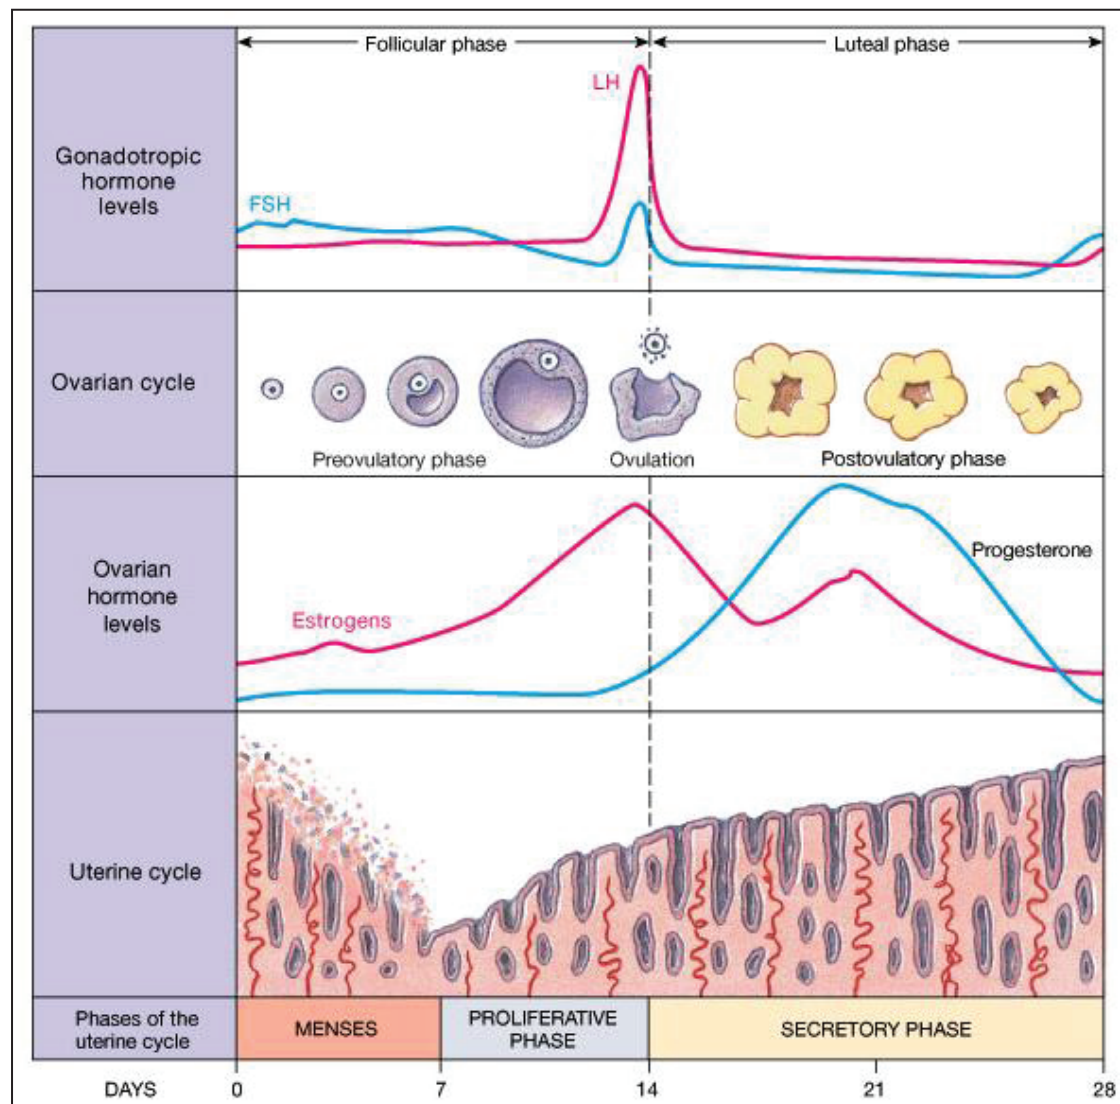 Follicular phase
Luteal phase
Gonadotropic
hormone
levels
LH
FSH
Ovarian cycle
Preovulatory phase
Ovulation
Postovulatory phase
Ovarian
hormone
levels
Estrogens
Progesterone
Uterine cycle
Phases of the
uterine cycle
MENSES
PROLIFERATIVE
PHASE
SECRETORY PHASE
DAYS 0 7 14 21 28